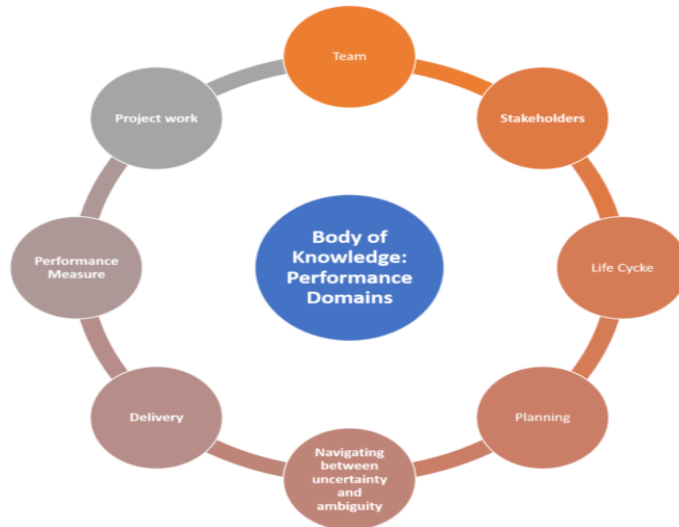 Team
Stakeholders
Life Cycke
Planning
Navigating
between
uncertainty
and
ambiguity
Delivery
Performance
Measure
Project work
Body of
Knowledge:
Performance
Domains